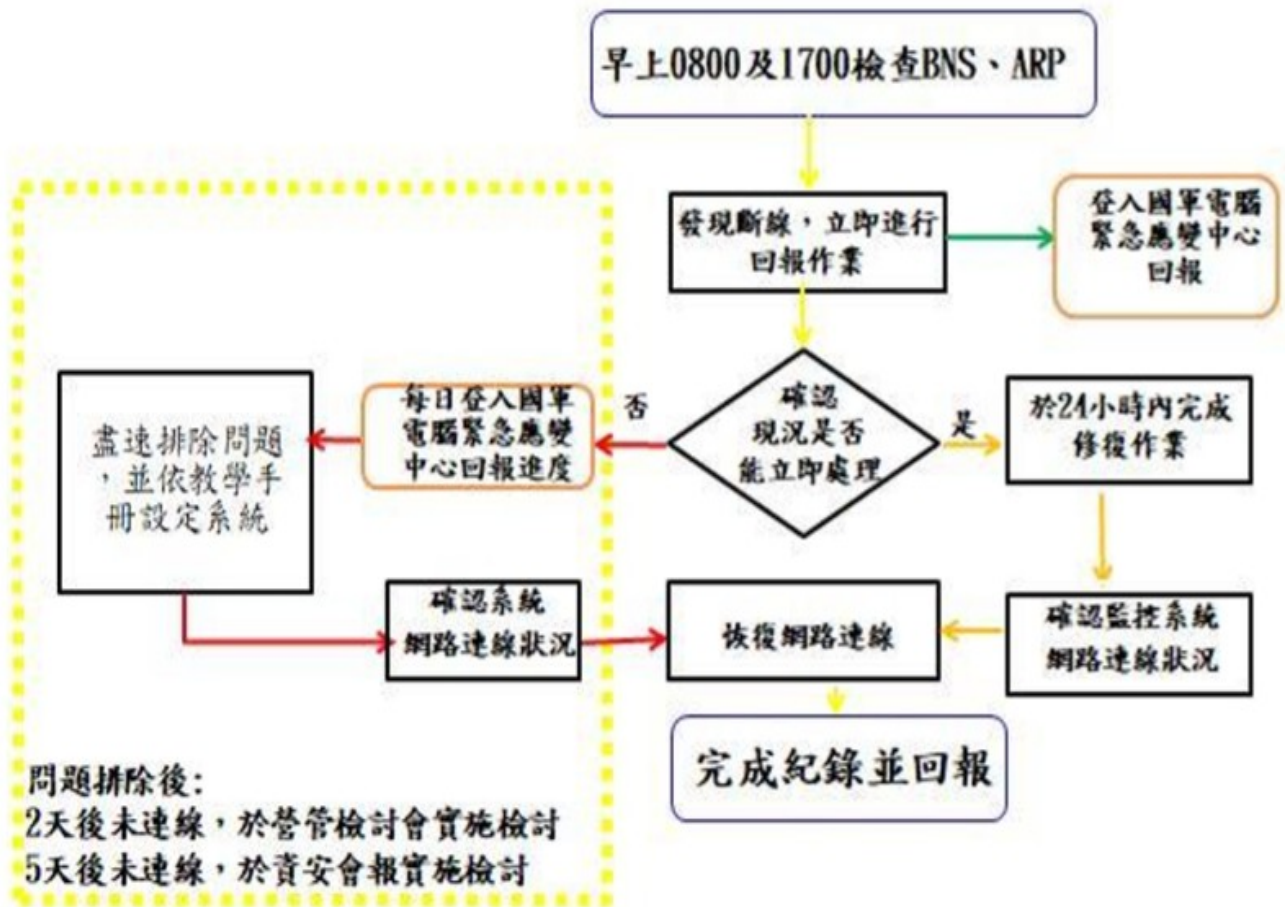 早上0800及1700檢查BNS、ARP
發現斷線，立即進行
回報作業
登入國軍電腦
緊急應變中心
回報
確認
現況是否
能立即處理
否
是
每日登入國軍
電腦緊急應變
中心回報進度
盡速排除問題
，並依教學手
冊設定系統
於24小時內完成
修復作業
確認系統
網路連線狀況
恢復網路連線
確認監控系統
網路連線狀況
完成紀錄並回報
問題排除後:
2天後未連線，於營管檢討會實施檢討
5天後未連線，於資安會報實施檢討